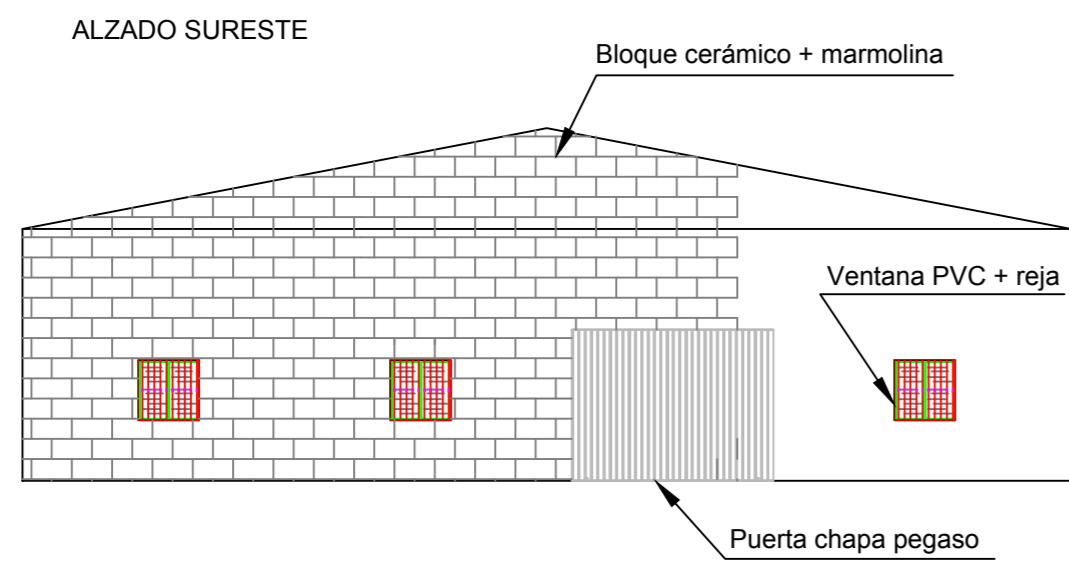 ALZADO SURESTE
Bloque cerámico + marmolina
Ventana PVC + reja
Puerta chapa pegaso